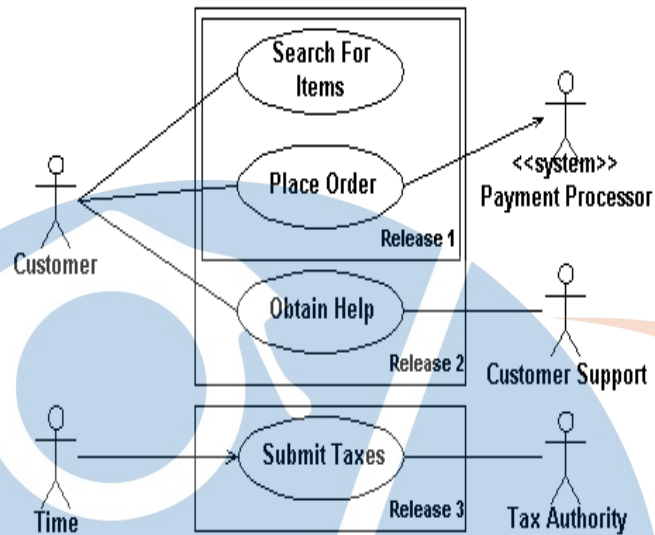 Search For
Items
<<system>>
Payment Processor
Place Order
Release 1
Customer
Obtain Help
Release 2
Customer Support
Submit Taxes
Release 3
Time
Tax Authority